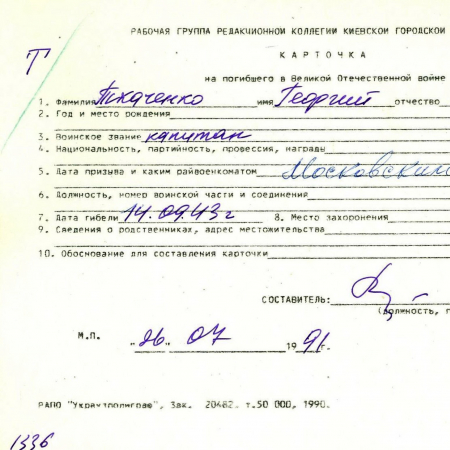 РАБОЧАЯ ГРУППА РЕДАКЦИОННОЙ КОЛЛЕГИИ КИЕВСКОЙ ГОРОДСКОЙ
Т
КАРТОЧКА
на погибшего в Великой Отечественной войне
1. Фамилия Ткаченко имя Георгий отчество
2. Год и место рождения
3. Воинское звание капитан
4. Национальность, партийность, профессия, награды
5. Дата призыва и каким райвоенкоматом Московским
6. Должность, номер воинской части и соединения
7. Дата гибели 14.09.43 г 8. Место захоронения
9. Сведения о родственниках, адрес местожительства
10. Обоснование для составления карточки
СОСТАВИТЕЛЬ:
(должность, г
М.П. "26" 07 1991г.
РАПО "Укрвузполиграф", Зак. 20482. т.50 000, 1990.
1336